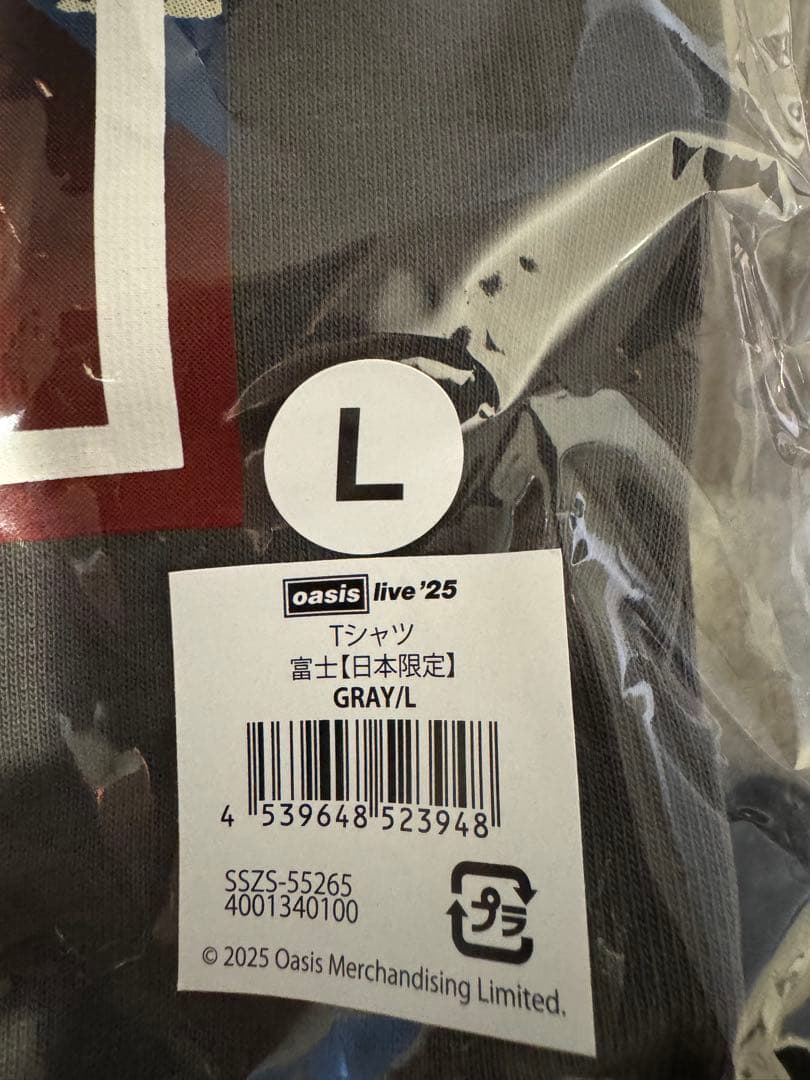 L
oasis live '25
Tシャツ
富士【日本限定】
GRAY/L
4 539648 523948
SSZS-55265
4001340100
プラ
© 2025 Oasis Merchandising Limited.